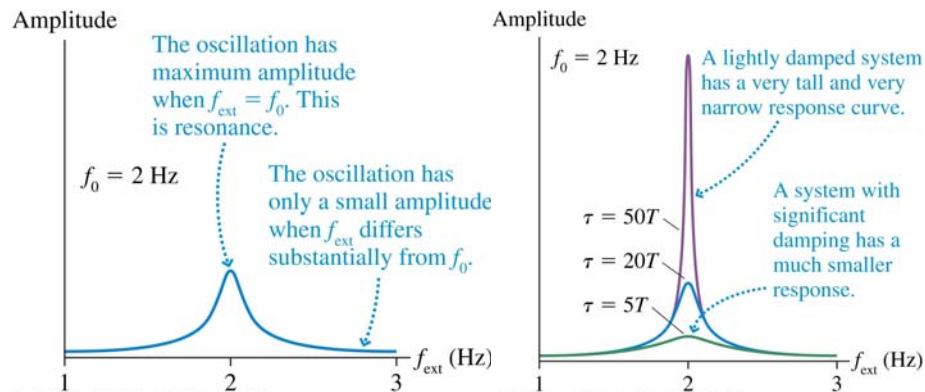 Amplitude
The oscillation has
maximum amplitude
when f_ext = f_0. This
is resonance.
f_0 = 2 Hz
The oscillation has
only a small amplitude
when f_ext differs
substantially from f_0.
f_ext (Hz)
1
2
3
Amplitude
f_0 = 2 Hz
A lightly damped system
has a very tall and very
narrow response curve.
A system with
significant
damping has a
much smaller
response.
τ = 50T
τ = 20T
τ = 5T
f_ext (Hz)
1
2
3